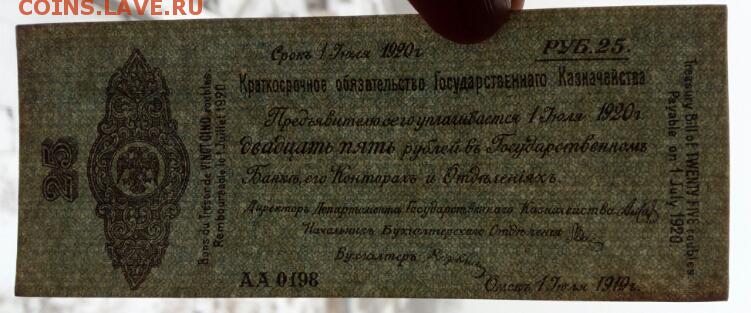 COINS.LAVE.RU
Срокъ 1 Іюля 1920 г.
РУБ. 25.
Краткосрочное обязательство Государственнаго Казначейства
Предъявителю сего уплачивается 1 Іюля 1920 г.
двадцать пять рублей въ Государственномъ
Банкѣ, его Конторахъ и Отдѣленіяхъ.
Директоръ Департамента Государственнаго Казначейства
Начальникъ Бухгалтерскаго Отдѣленія
Бухгалтеръ
АА 0198
Омскъ, 1 Іюля 1919 г.
25
Bons du Trésor de VINGT CINQ roubles.
Remboursable le 1 Juillet 1920
Treasury Bill of TWENTY FIVE roubles
Payable on 1 July 1920